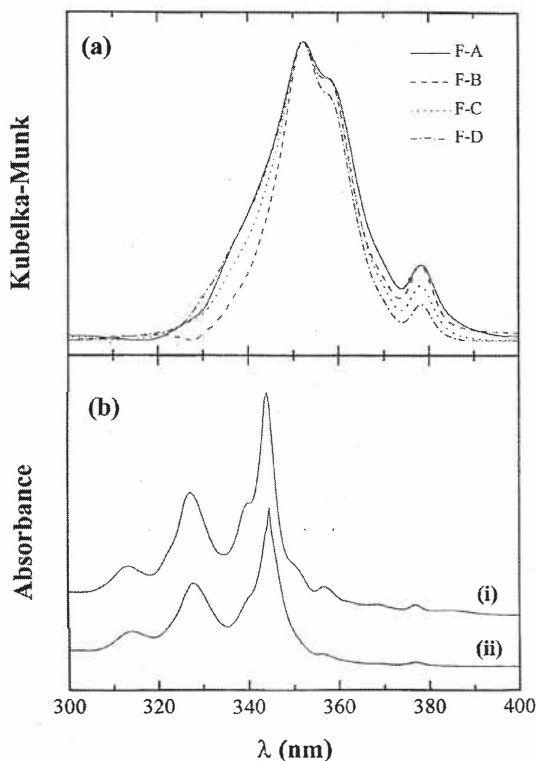 (a)
F-A
F-B
F-C
F-D
Kubelka-Munk
(b)
Absorbance
(i)
(ii)
300 320 340 360 380 400
λ (nm)